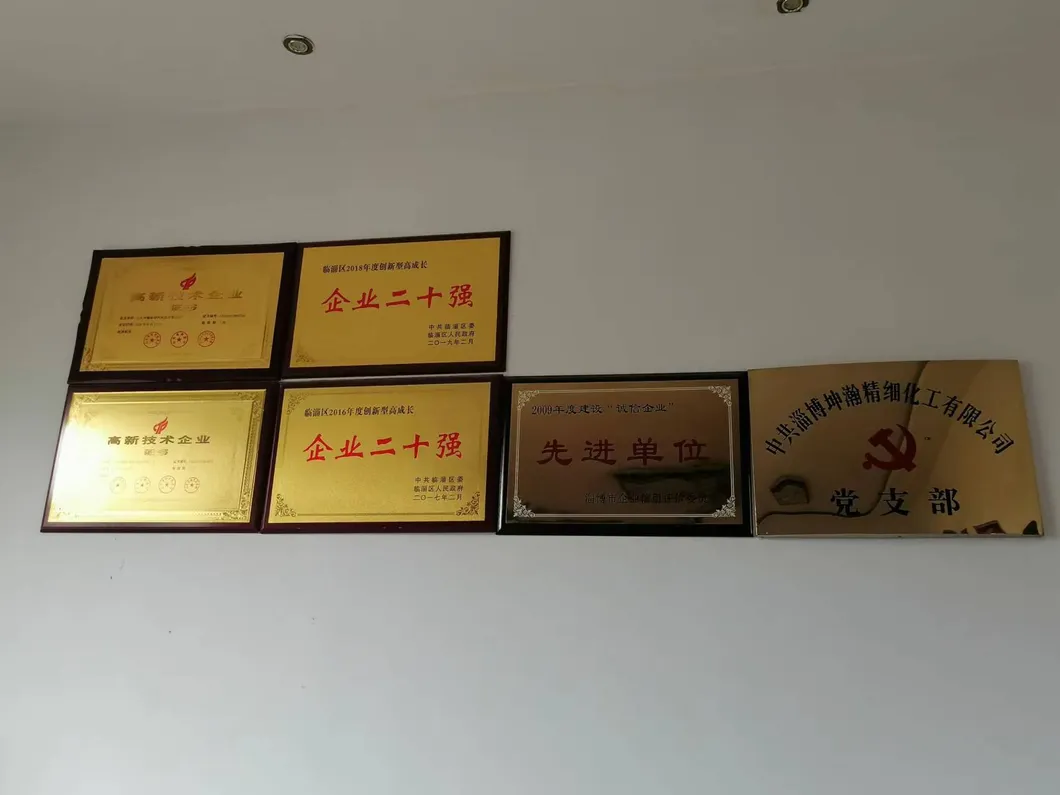 高新技术企业
证书
临淄区2018年度创新型高成长
企业二十强
中共临淄区委
临淄区人民政府
二〇一九年二月
高新技术企业
证书
临淄区2016年度创新型高成长
企业二十强
中共临淄区委
临淄区人民政府
二〇一七年二月
2009年度建设“诚信企业”
先进单位
中共淄博坤瀚精细化工有限公司
党支部